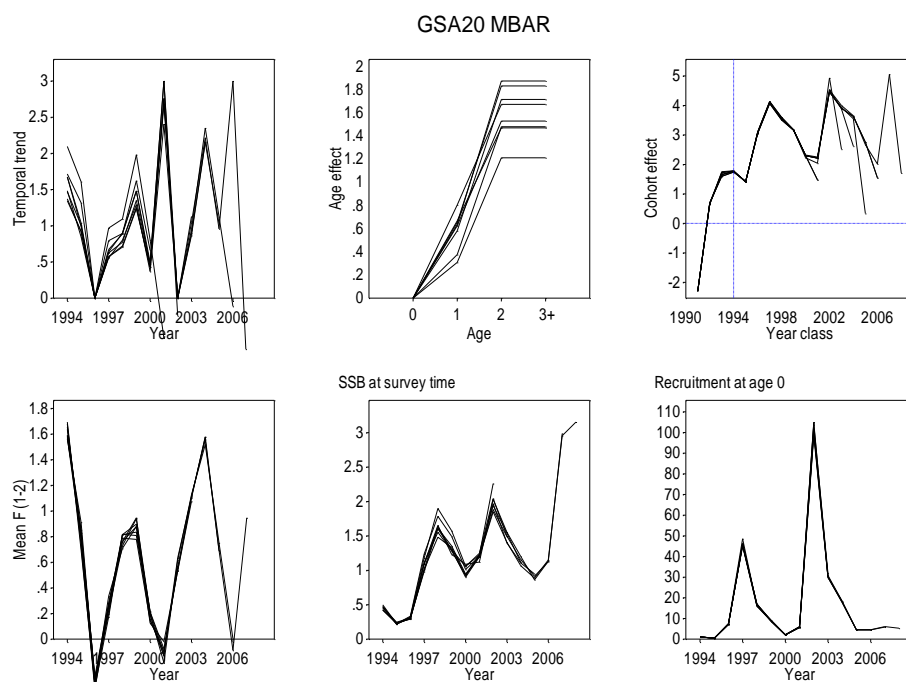 GSA20 MBAR
3
2.5
2
1.5
1
.5
0
Temporal trend
1994 1997 2000 2003 2006
Year
2
1.8
1.6
1.4
1.2
1
.8
.6
.4
.2
0
Age effect
0 1 2 3+
Age
5
4
3
2
1
0
-1
-2
Cohort effect
1990 1994 1998 2002 2006
Year class
1.8
1.6
1.4
1.2
1
.8
.6
.4
.2
0
Mean F (1-2)
1994 1997 2000 2003 2006
Year
SSB at survey time
3
2.5
2
1.5
1
.5
0
1994 1997 2000 2003 2006
Year
Recruitment at age 0
110
100
90
80
70
60
50
40
30
20
10
0
1994 1997 2000 2003 2006
Year